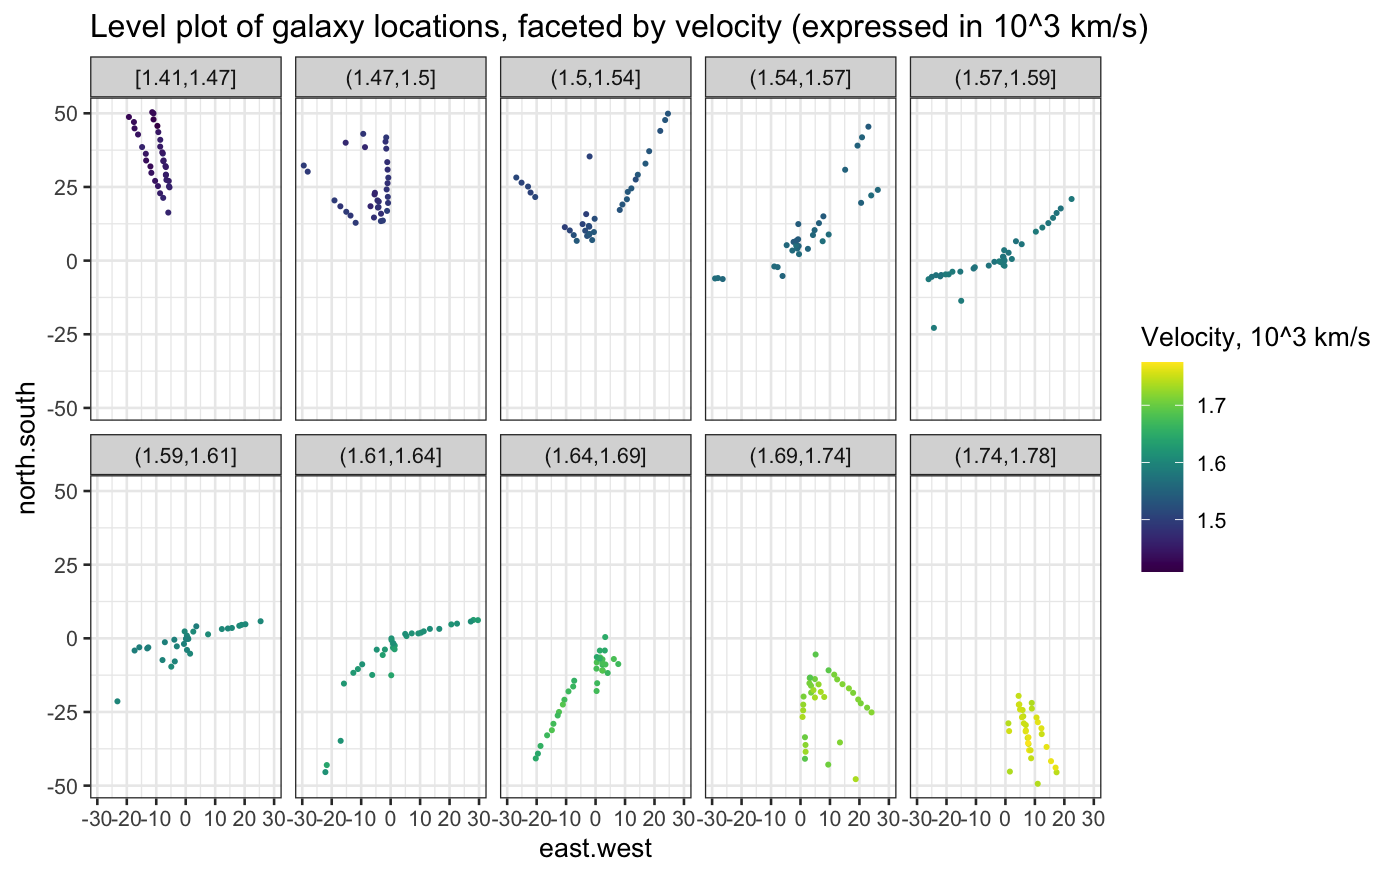 Level plot of galaxy locations, faceted by velocity (expressed in 10^3 km/s)
[1.41,1.47] (1.47,1.5] (1.5,1.54] (1.54,1.57] (1.57,1.59]
50
25
0
-25
-50
north.south
(1.59,1.61] (1.61,1.64] (1.64,1.69] (1.69,1.74] (1.74,1.78]
50
25
0
-25
-50
-30 -20 -10 0 10 20 30 -30 -20 -10 0 10 20 30 -30 -20 -10 0 10 20 30 -30 -20 -10 0 10 20 30 -30 -20 -10 0 10 20 30
east.west
Velocity, 10^3 km/s
1.7
1.6
1.5